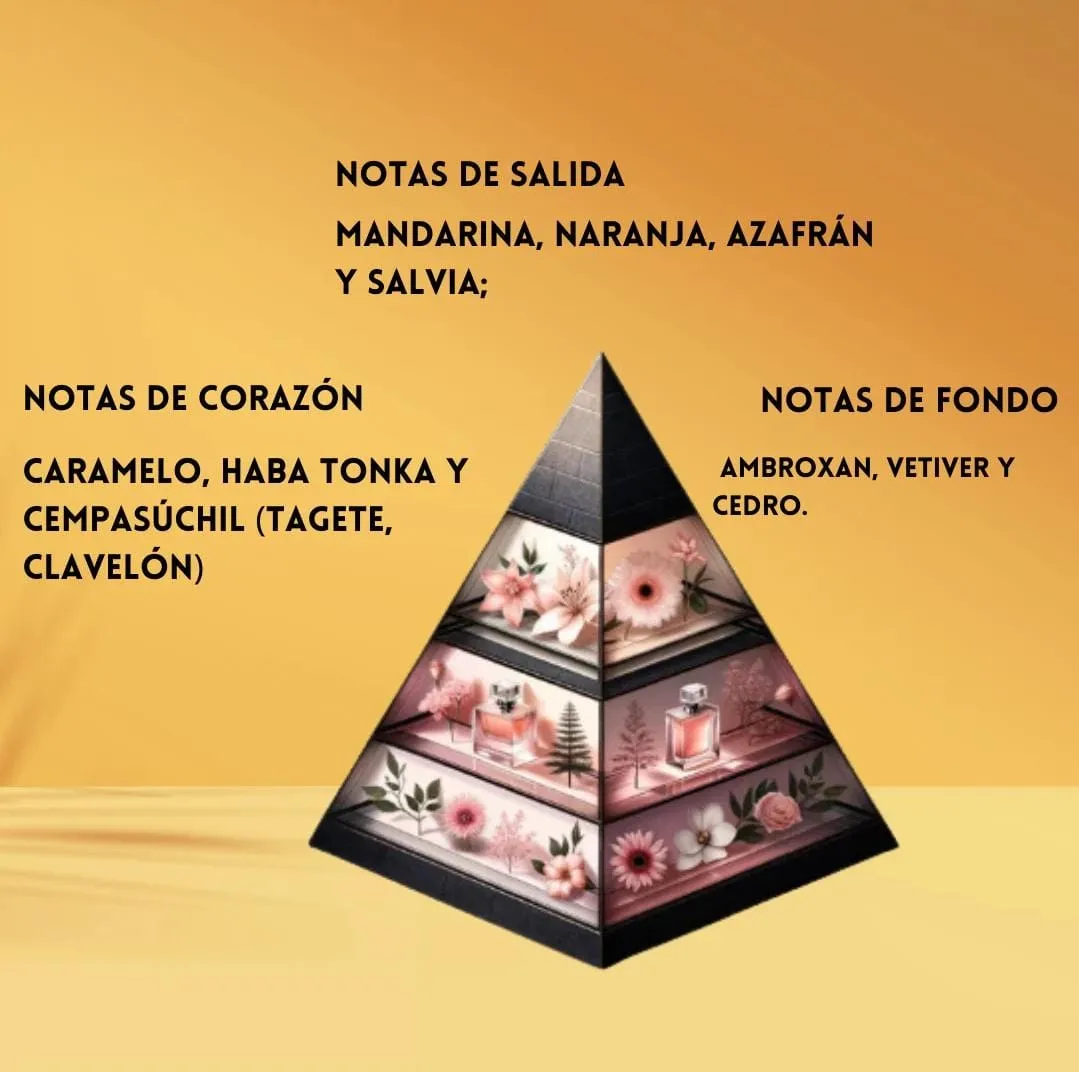 NOTAS DE SALIDA
MANDARINA, NARANJA, AZAFRÁN
Y SALVIA;
NOTAS DE CORAZÓN
CARAMELO, HABA TONKA Y
CEMPASÚCHIL (TAGETE,
CLAVELÓN)
NOTAS DE FONDO
AMBROXAN, VETIVER Y
CEDRO.